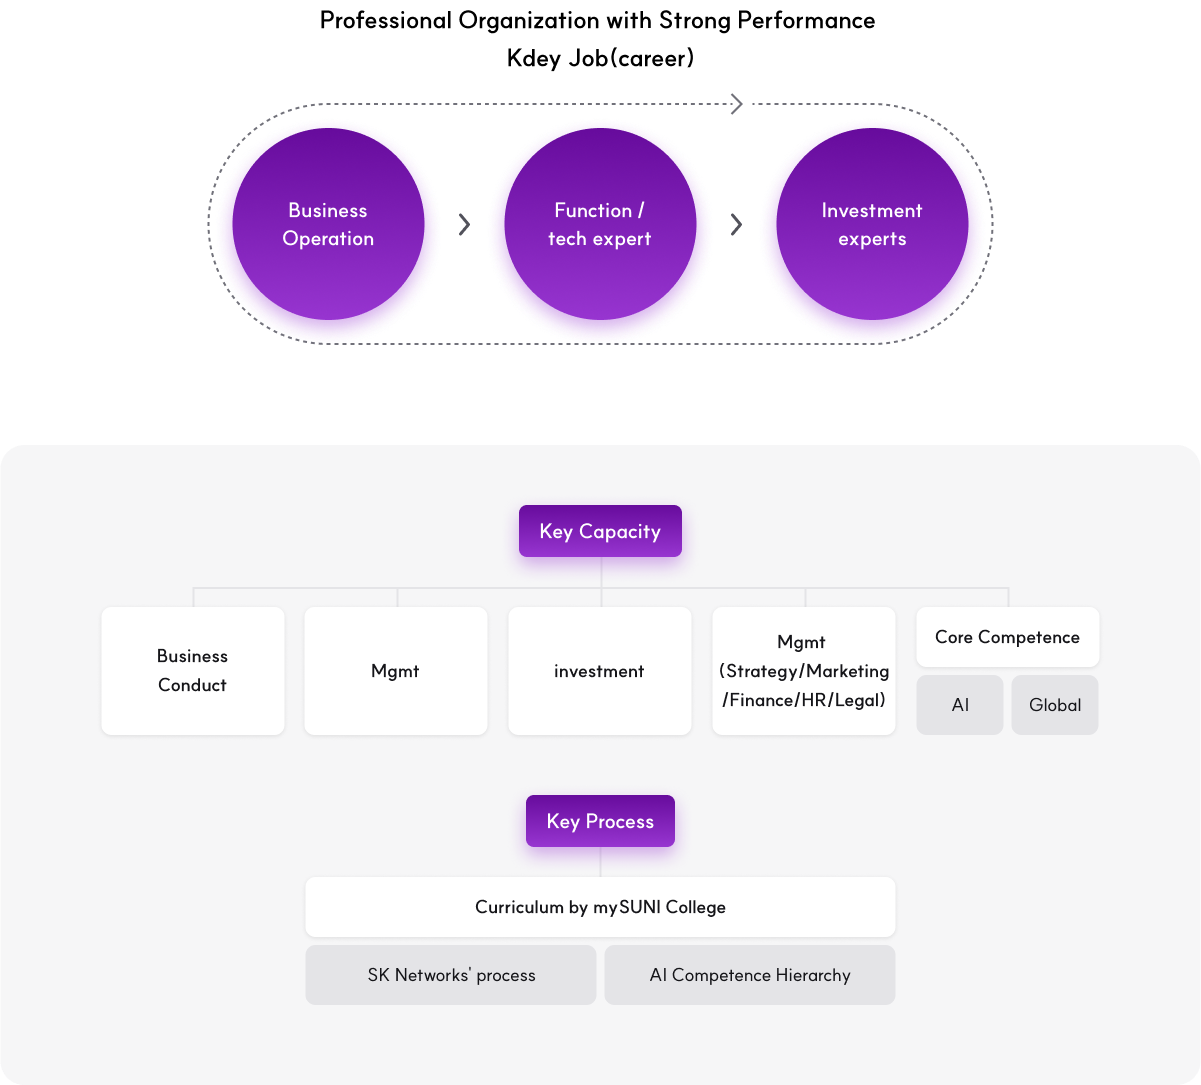 Professional Organization with Strong Performance
Kdey Job(career)
Business
Operation
Function /
tech expert
Investment
experts
Key Capacity
Business
Conduct
Mgmt
investment
Mgmt
(Strategy/Marketing
/Finance/HR/Legal)
Core Competence
AI
Global
Key Process
Curriculum by mySUNI College
SK Networks' process
AI Competence Hierarchy